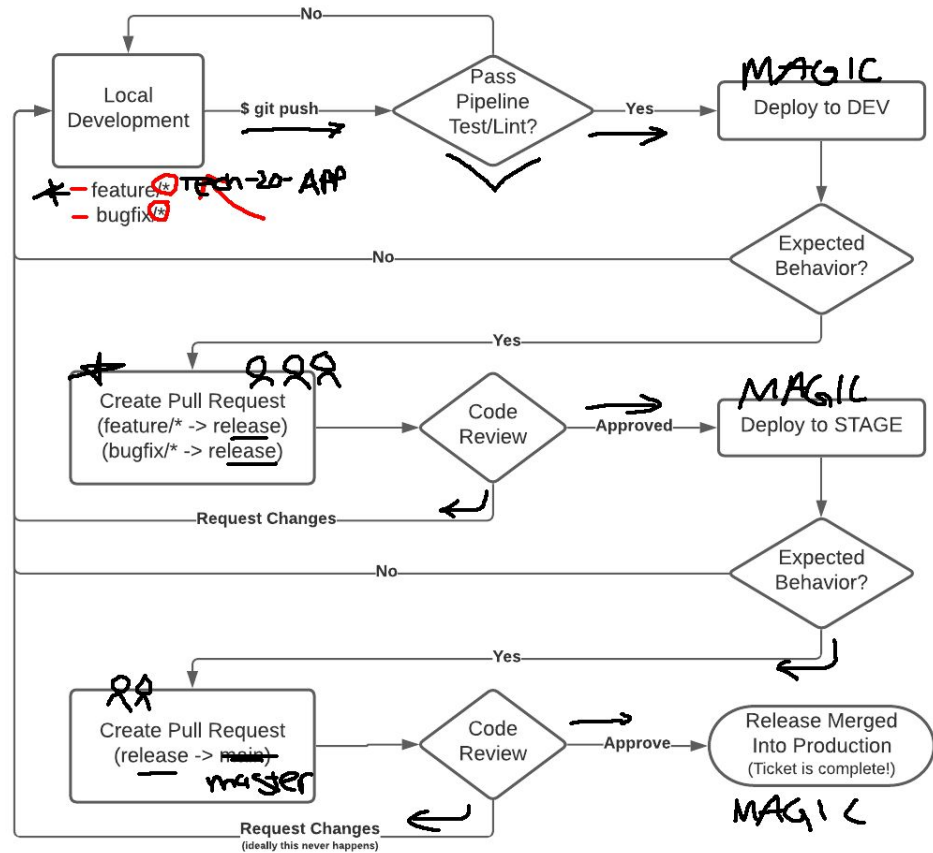 No
MAGIC
Local
Development
$ git push
Pass
Pipeline
Test/Lint?
Yes
Deploy to DEV
feature/*
- APP
bugfix/*
No
Expected
Behavior?
Yes
Create Pull Request
(feature/* -> release)
(bugfix/* -> release)
Code
Review
Approved
MAGIC
Deploy to STAGE
Request Changes
No
Expected
Behavior?
Yes
Create Pull Request
(release -> main)
master
Code
Review
Approve
Release Merged
Into Production
(Ticket is complete!)
MAGIC
Request Changes
(ideally this never happens)